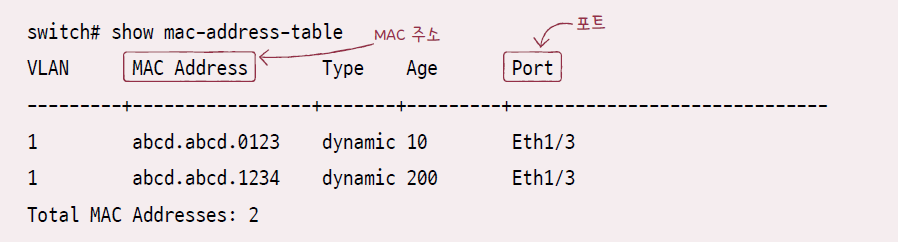 switch# show mac-address-table
MAC 주소
포트
VLAN MAC Address Type Age Port
---------+-----------------+-------+---------+------------------------------
1 abcd.abcd.0123 dynamic 10 Eth1/3
1 abcd.abcd.1234 dynamic 200 Eth1/3
Total MAC Addresses: 2